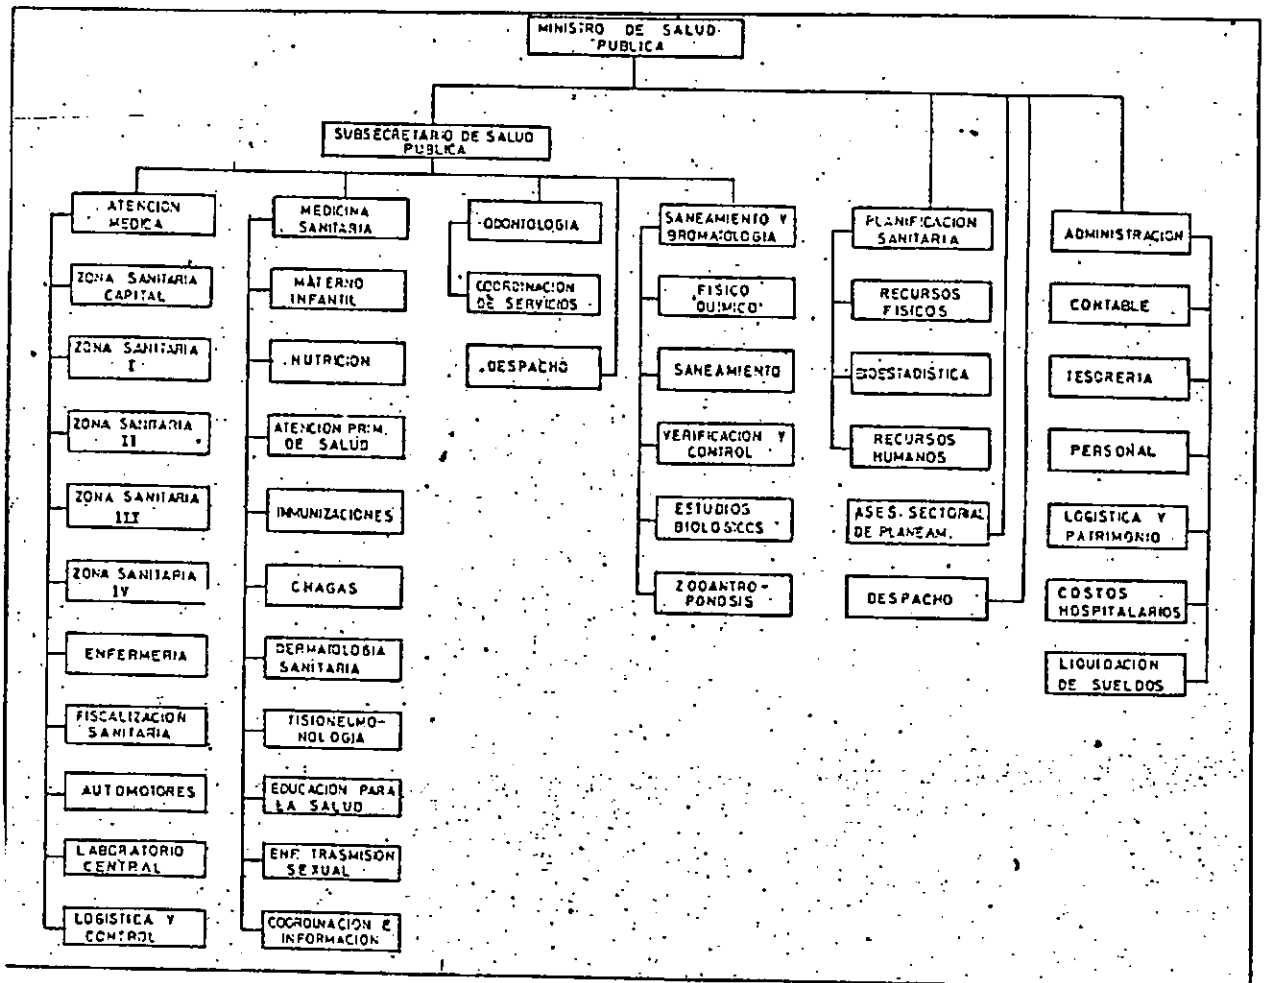 MINISTRO DE SALUD
PUBLICA
SUBSECRETARIO DE SALUD
PUBLICA
ATENCION
MEDICA
ZONA SANITARIA
CAPITAL
ZONA SANITARIA
I
ZONA SANITARIA
II
ZONA SANITARIA
III
ZONA SANITARIA
IV
ENFERMERIA
FISCALIZACION
SANITARIA
AUTOMOTORES
LABORATORIO
CENTRAL
LOGISTICA Y
CONTROL
MEDICINA
SANITARIA
MATERNO
INFANTIL
NUTRICION
ATENCION PRIM.
DE SALUD
INMUNIZACIONES
CHAGAS
DERMATOLOGIA
SANITARIA
TISIONEUMO-
NOLOGIA
EDUCACION PARA
LA SALUD
ENF. TRASMISION
SEXUAL
COORDINACION E
INFORMACION
ODONTOLOGIA
COORDINACION
DE SERVICIOS
DESPACHO
SANEAMIENTO Y
BROMATOLOGIA
FISICO
QUIMICO
SANEAMIENTO
VERIFICACION Y
CONTROL
ESTUDIOS
BIOLOGICOS
ZOOANTRO-
PONOSIS
PLANIFICACION
SANITARIA
RECURSOS
FISICOS
BIOESTADISTICA
RECURSOS
HUMANOS
ASES. SECTORIAL
DE PLANEAM.
DESPACHO
ADMINISTRACION
CONTABLE
TESORERIA
PERSONAL
LOGISTICA Y
PATRIMONIO
COSTOS
HOSPITALARIOS
LIQUIDACION
DE SUELDOS